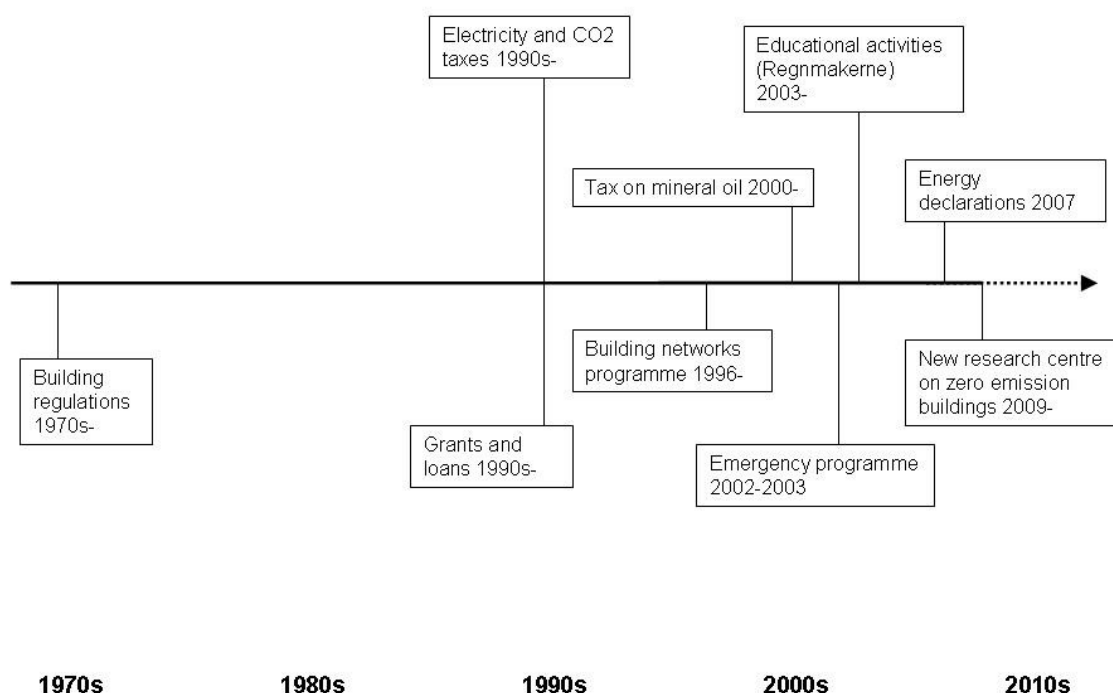 Electricity and CO2
taxes 1990s-
Educational activities
(Regnmakerne)
2003-
Tax on mineral oil 2000-
Energy
declarations 2007
Building
regulations
1970s-
Building networks
programme 1996-
New research centre
on zero emission
buildings 2009-
Grants and
loans 1990s-
Emergency programme
2002-2003
1970s
1980s
1990s
2000s
2010s